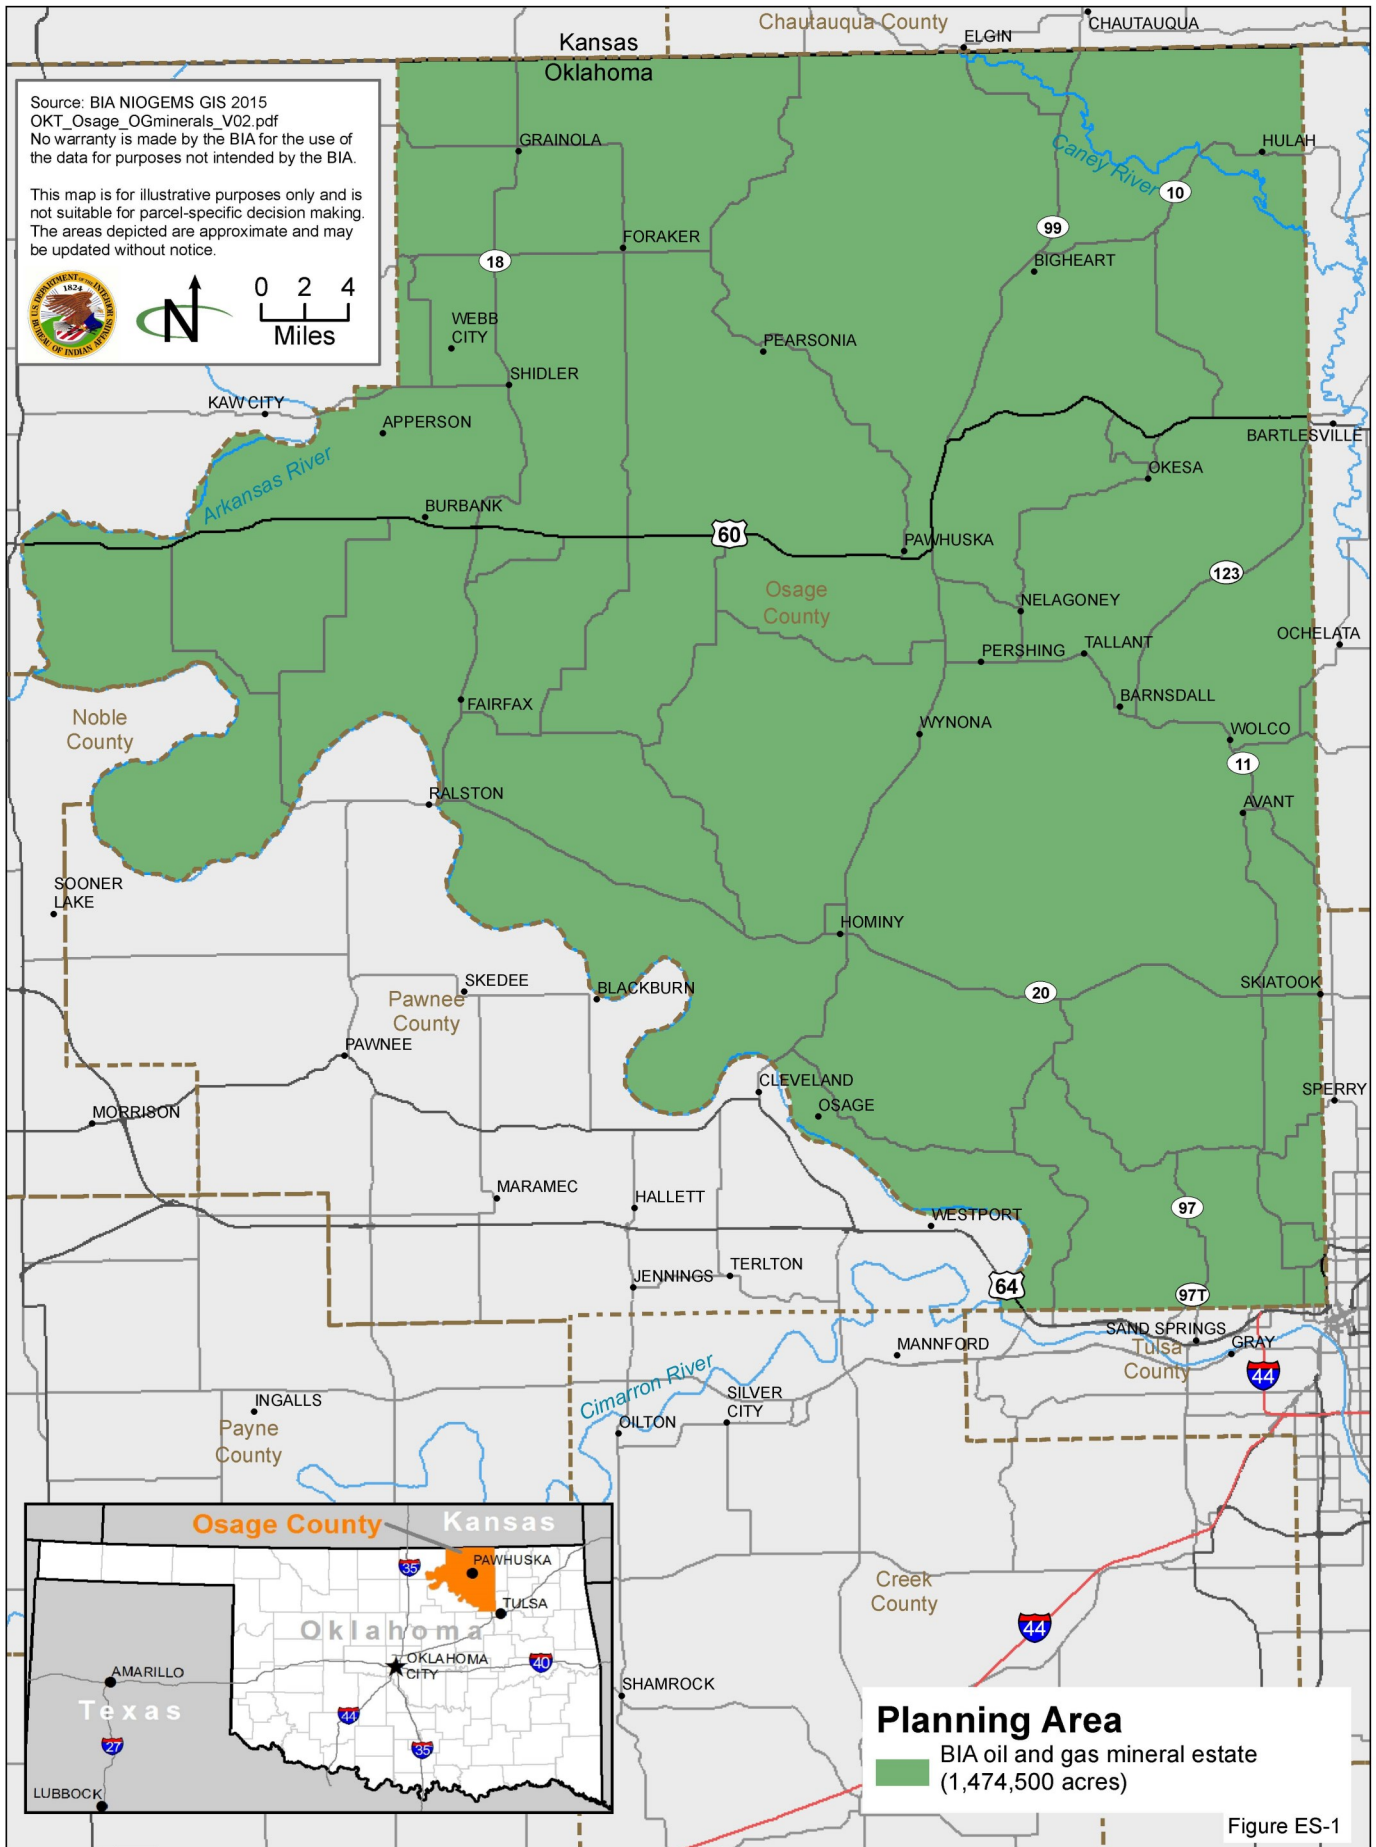 Chautauqua County
CHAUTAUQUA
ELGIN
Kansas
Oklahoma
Source: BIA NIOGEMS GIS 2015
OKT_Osage_OGminerals_V02.pdf
No warranty is made by the BIA for the use of
the data for purposes not intended by the BIA.
This map is for illustrative purposes only and is
not suitable for parcel-specific decision making.
The areas depicted are approximate and may
be updated without notice.
U.S. DEPARTMENT OF THE INTERIOR
1824
BUREAU OF INDIAN AFFAIRS
N
0 2 4
Miles
GRAINOLA
HULAH
Caney River
10
99
FORAKER
18
BIGHEART
WEBB
CITY
PEARSONIA
SHIDLER
KAW CITY
APPERSON
BARTLESVILLE
Arkansas River
OKESA
BURBANK
60
PAWHUSKA
123
Osage
County
NELAGONEY
OCHELATA
PERSHING
TALLANT
BARNSDALL
FAIRFAX
Noble
County
WYNONA
WOLCO
11
RALSTON
AVANT
SOONER
LAKE
HOMINY
SKEDEE
BLACKBURN
20
SKIATOOK
Pawnee
County
PAWNEE
CLEVELAND
OSAGE
SPERRY
MORRISON
MARAMEC
HALLETT
97
WESTPORT
TERLTON
JENNINGS
64
97T
SAND SPRINGS
GRAY
Tulsa
County
MANNFORD
44
Cimarron River
SILVER
CITY
INGALLS
OILTON
Payne
County
Osage County
Kansas
35
PAWHUSKA
TULSA
Oklahoma
OKLAHOMA
CITY
40
AMARILLO
Texas
44
35
27
LUBBOCK
Creek
County
44
SHAMROCK
Planning Area
BIA oil and gas mineral estate
(1,474,500 acres)
Figure ES-1